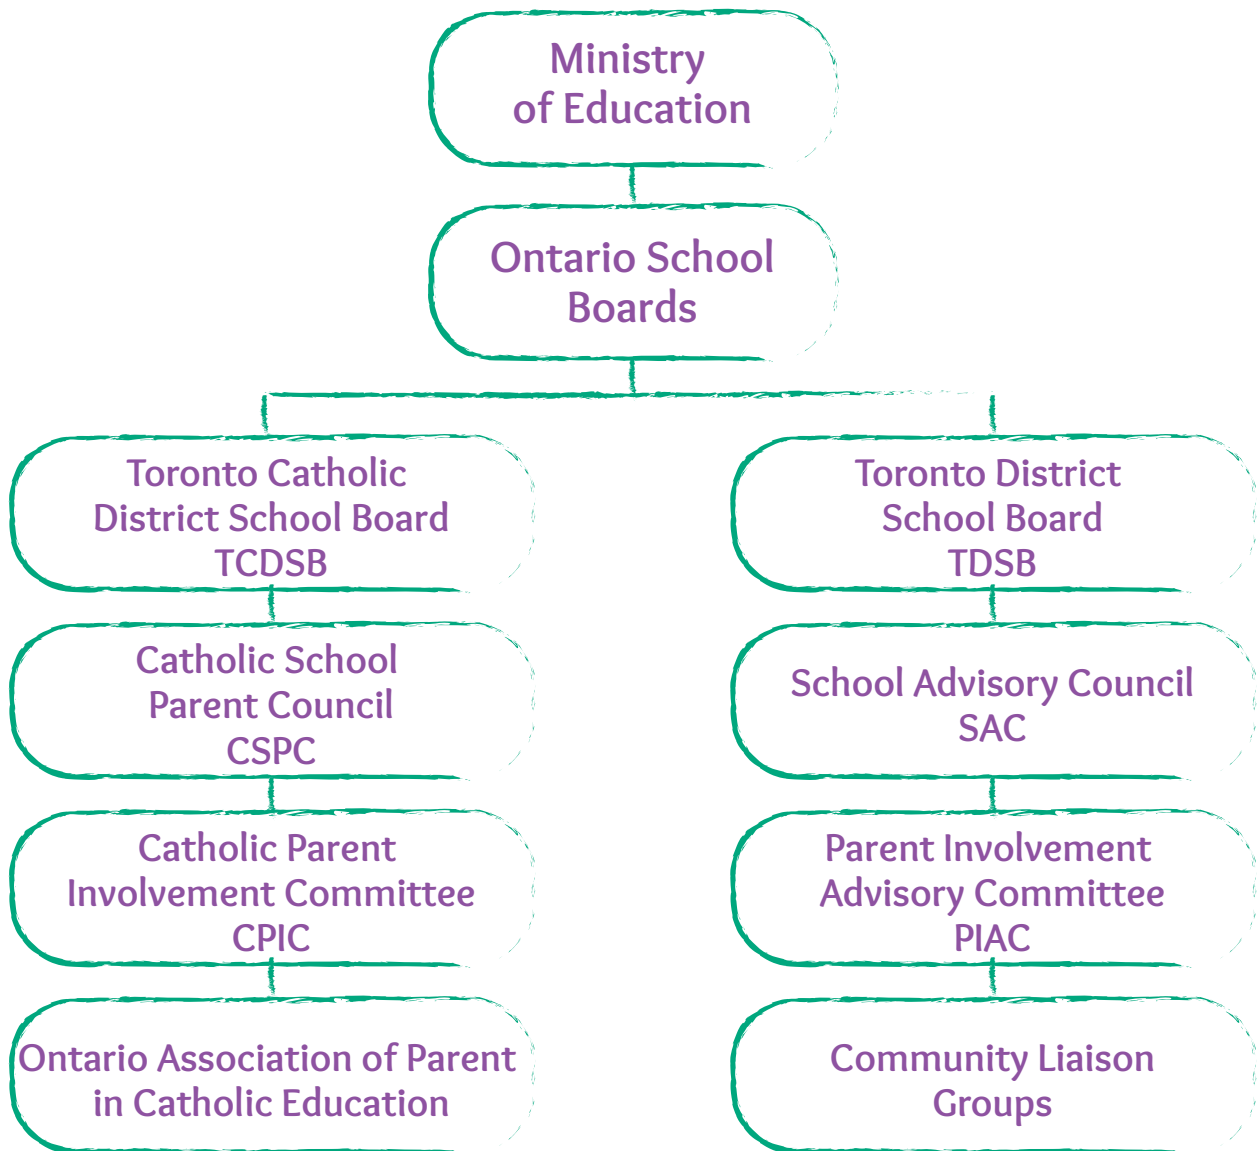 Ministry
of Education
Ontario School
Boards
Toronto Catholic
District School Board
TCDSB
Toronto District
School Board
TDSB
Catholic School
Parent Council
CSPC
School Advisory Council
SAC
Catholic Parent
Involvement Committee
CPIC
Parent Involvement
Advisory Committee
PIAC
Ontario Association of Parent
in Catholic Education
Community Liaison
Groups